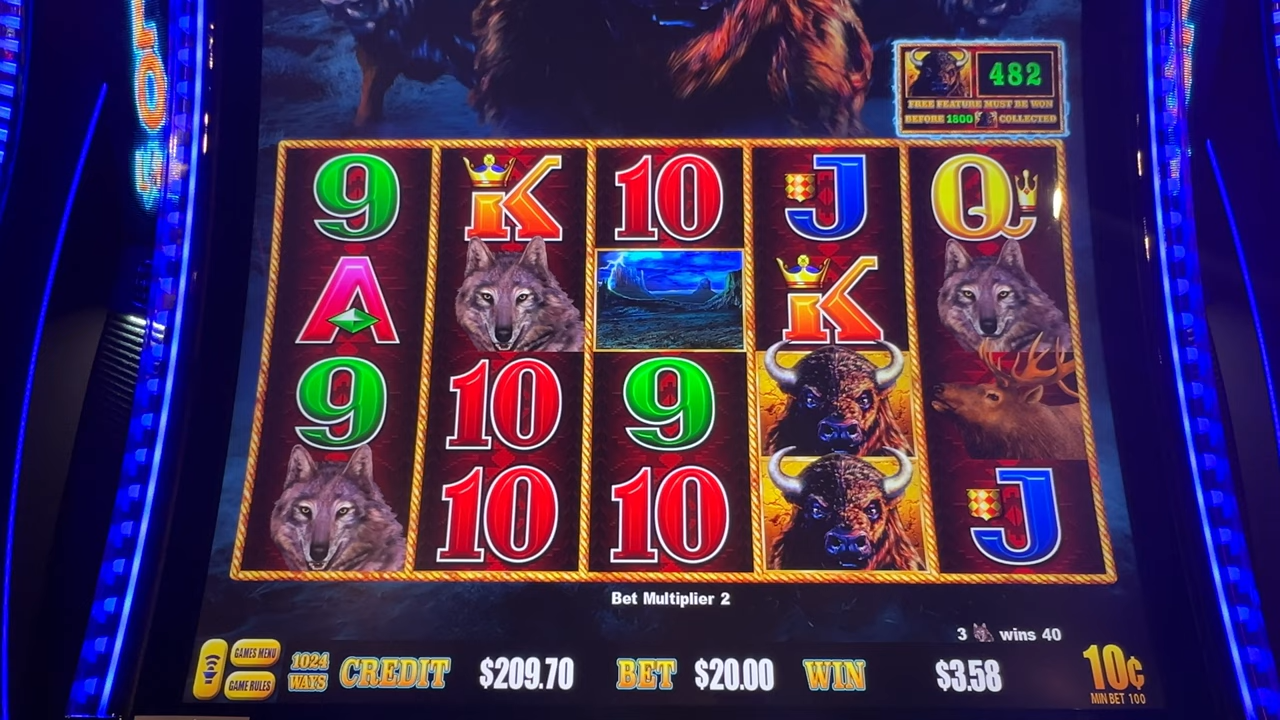 482
FREE FEATURE MUST BE WON
BEFORE 1800 COLLECTED
9 K 10 J Q
A K
9 10 9
10 10 J
Bet Multiplier 2
3 wins 40
GAMES MENU
GAME RULES
1024
WAYS
CREDIT $209.70 BET $20.00 WIN $3.58
10¢
MIN BET 100